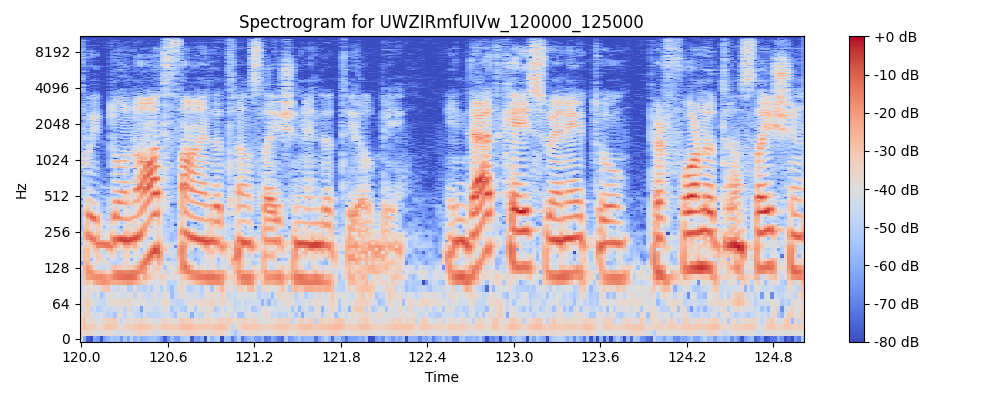 Spectrogram for UWZIRmfUIVw_120000_125000
8192
4096
2048
1024
512
256
128
64
0
Hz
120.0 120.6 121.2 121.8 122.4 123.0 123.6 124.2 124.8
Time
+0 dB
-10 dB
-20 dB
-30 dB
-40 dB
-50 dB
-60 dB
-70 dB
-80 dB